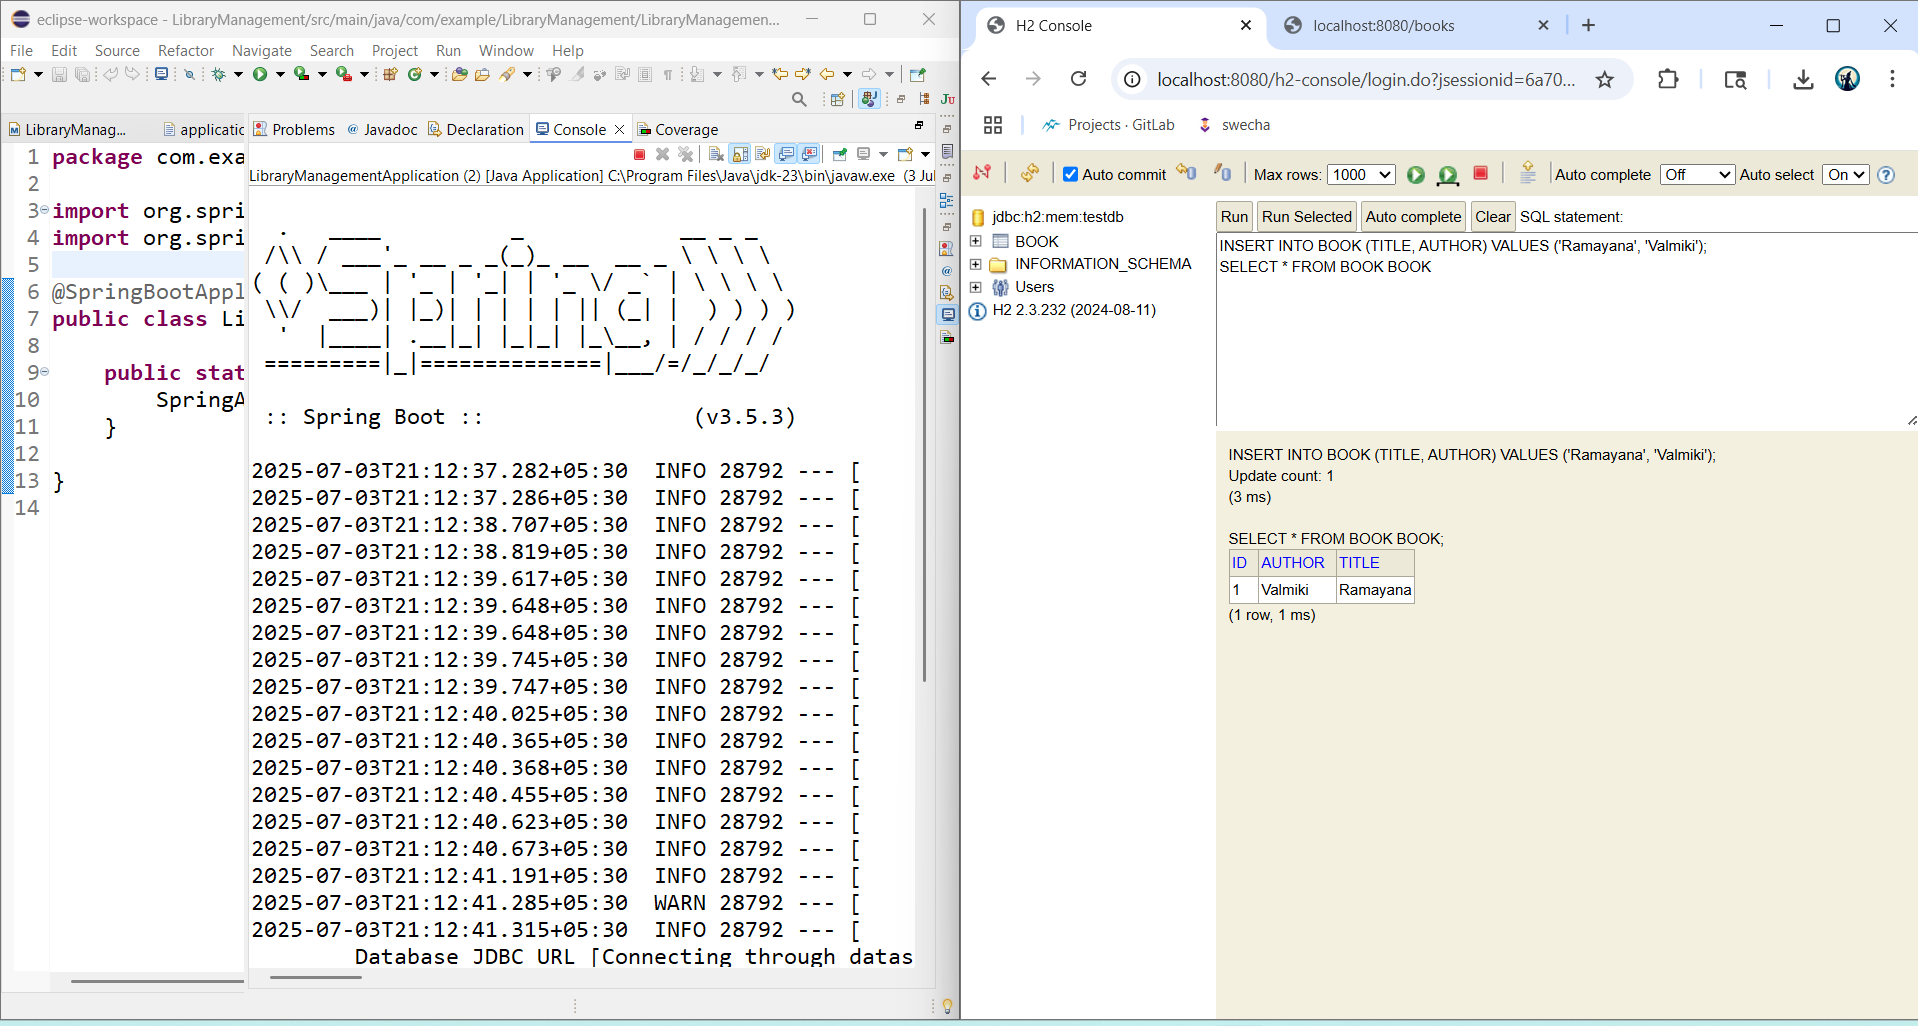 eclipse-workspace - LibraryManagement/src/main/java/com/example/LibraryManagement/LibraryManagemen...
File Edit Source Refactor Navigate Search Project Run Window Help
LibraryManag...
applicatic
Problems
@ Javadoc
Declaration
Console
Coverage
LibraryManagementApplication (2) [Java Application] C:\Program Files\Java\jdk-23\bin\javaw.exe (3 Jul
1 package com.exa
2
3 import org.spri
4 import org.spri
5
6 @SpringBootAppl
7 public class Li
8
9 public stat
10 SpringA
11 }
12
13 }
14
  .   ____          _            __ _ _
 /\\ / ___'_ __ _ _(_)_ __  __ _ \ \ \ \
( ( )\___ | '_ | '_| | '_ \/ _` | \ \ \ \
 \\/  ___)| |_)| | | | | || (_| |  ) ) ) )
  '  |____| .__|_| |_|_| |_\__, | / / / /
 =========|_|==============|___/=/_/_/_/
:: Spring Boot :: (v3.5.3)
2025-07-03T21:12:37.282+05:30 INFO 28792 --- [
2025-07-03T21:12:37.286+05:30 INFO 28792 --- [
2025-07-03T21:12:38.707+05:30 INFO 28792 --- [
2025-07-03T21:12:38.819+05:30 INFO 28792 --- [
2025-07-03T21:12:39.617+05:30 INFO 28792 --- [
2025-07-03T21:12:39.648+05:30 INFO 28792 --- [
2025-07-03T21:12:39.648+05:30 INFO 28792 --- [
2025-07-03T21:12:39.745+05:30 INFO 28792 --- [
2025-07-03T21:12:39.747+05:30 INFO 28792 --- [
2025-07-03T21:12:40.025+05:30 INFO 28792 --- [
2025-07-03T21:12:40.365+05:30 INFO 28792 --- [
2025-07-03T21:12:40.368+05:30 INFO 28792 --- [
2025-07-03T21:12:40.455+05:30 INFO 28792 --- [
2025-07-03T21:12:40.623+05:30 INFO 28792 --- [
2025-07-03T21:12:40.673+05:30 INFO 28792 --- [
2025-07-03T21:12:41.191+05:30 INFO 28792 --- [
2025-07-03T21:12:41.285+05:30 WARN 28792 --- [
2025-07-03T21:12:41.315+05:30 INFO 28792 --- [
Database JDBC URL [Connecting through datas
H2 Console
localhost:8080/books
localhost:8080/h2-console/login.do?jsessionid=6a70...
Projects · GitLab
swecha
Auto commit
Max rows: 1000
Auto complete Off
Auto select On
jdbc:h2:mem:testdb
BOOK
INFORMATION_SCHEMA
Users
H2 2.3.232 (2024-08-11)
Run Run Selected Auto complete Clear SQL statement:
INSERT INTO BOOK (TITLE, AUTHOR) VALUES ('Ramayana', 'Valmiki');
SELECT * FROM BOOK BOOK
INSERT INTO BOOK (TITLE, AUTHOR) VALUES ('Ramayana', 'Valmiki');
Update count: 1
(3 ms)
SELECT * FROM BOOK BOOK;
ID AUTHOR TITLE
1 Valmiki Ramayana
(1 row, 1 ms)